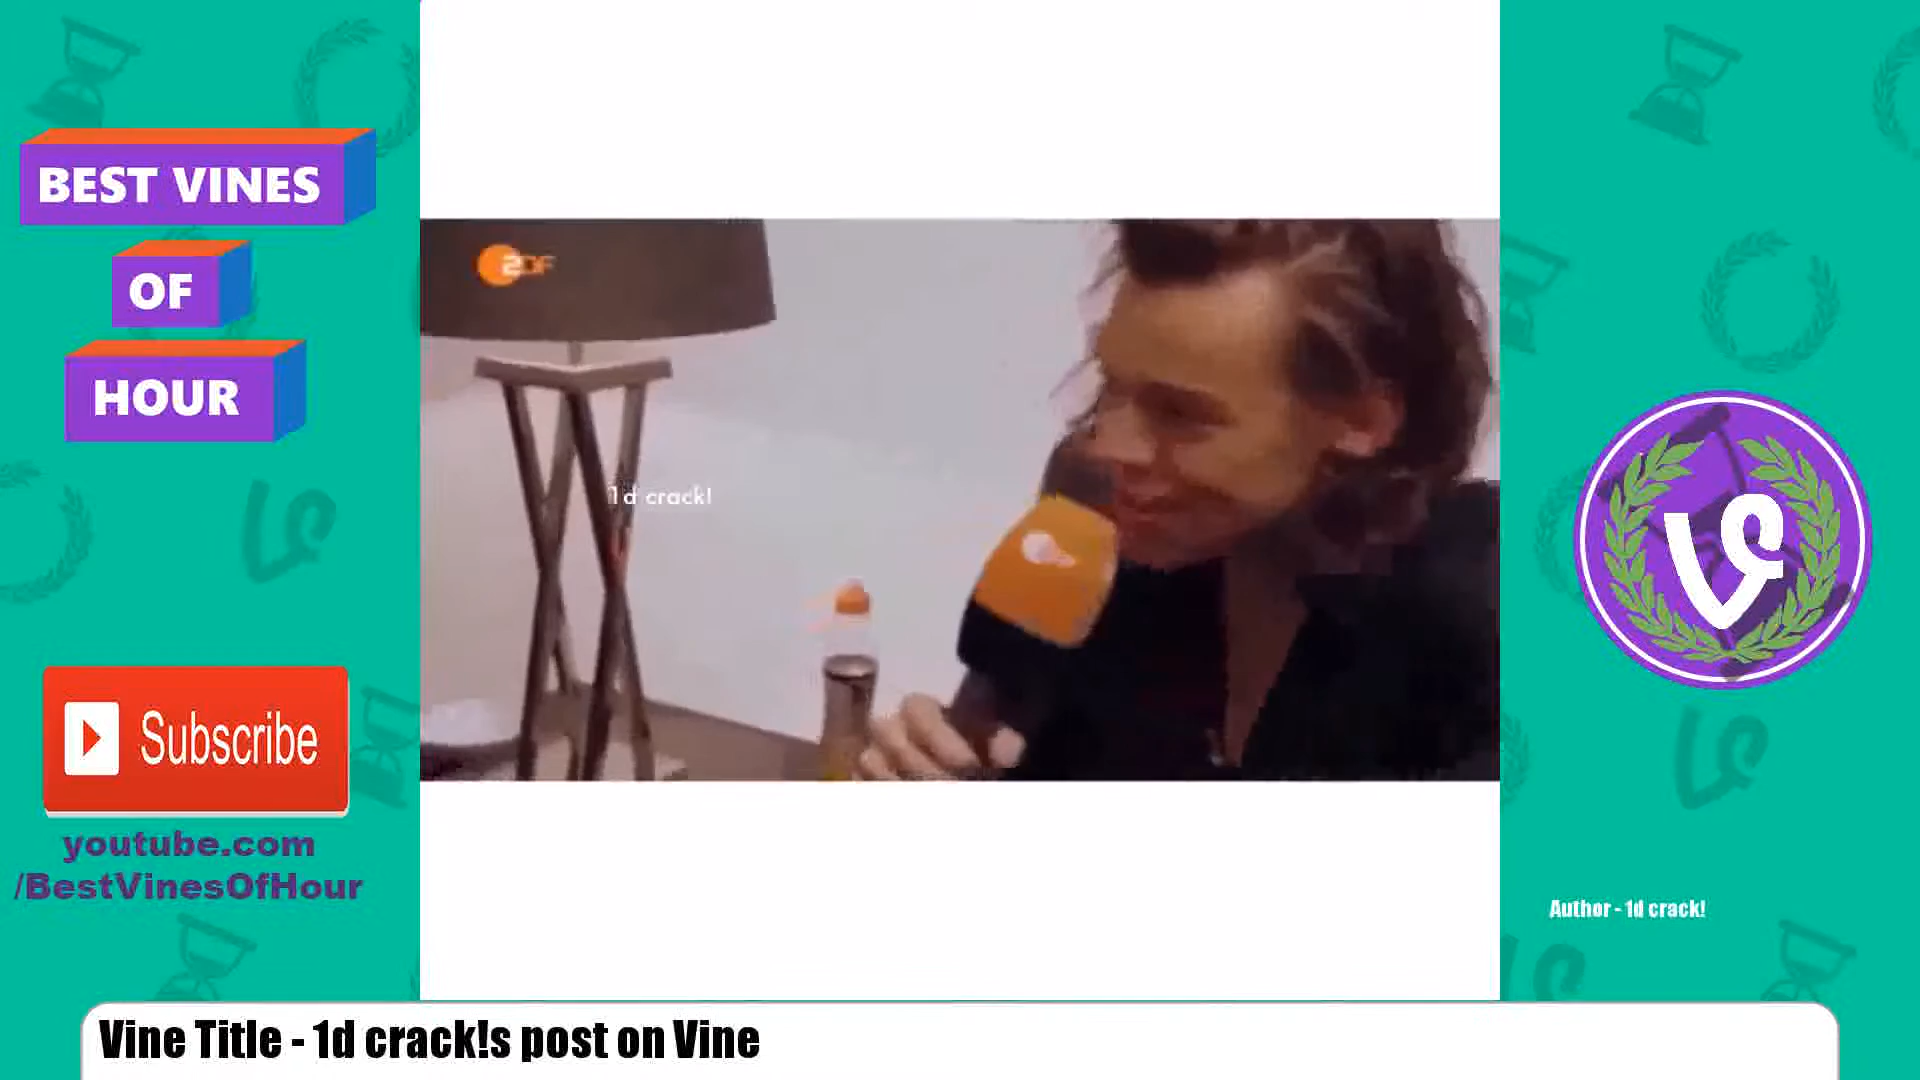 BEST VINES
OF
HOUR
ZDF
1d crack!
Subscribe
youtube.com
/BestVinesOfHour
Author - 1d crack!
Vine Title - 1d crack!s post on Vine